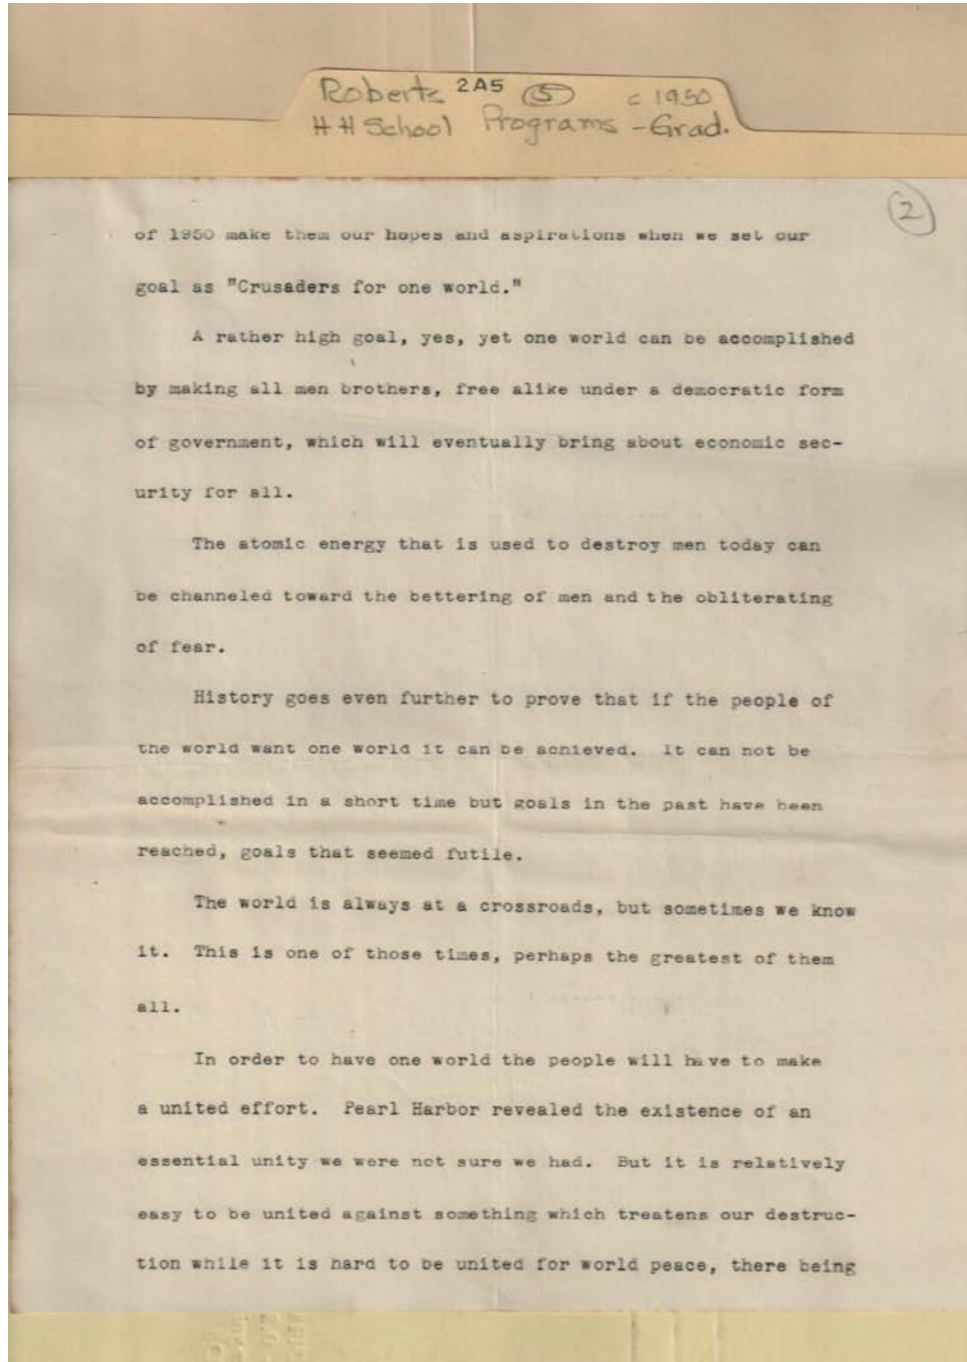 Roberts 2A5 (5) c 1950
HH School Programs - Grad.
2
of 1950 make them our hopes and aspirations when we set our
goal as "Crusaders for one world."
A rather high goal, yes, yet one world can be accomplished
by making all men brothers, free alike under a democratic form
of government, which will eventually bring about economic sec-
urity for all.
The atomic energy that is used to destroy men today can
be channeled toward the bettering of men and the obliterating
of fear.
History goes even further to prove that if the people of
the world want one world it can be achieved. It can not be
accomplished in a short time but goals in the past have been
reached, goals that seemed futile.
The world is always at a crossroads, but sometimes we know
it. This is one of those times, perhaps the greatest of them
all.
In order to have one world the people will have to make
a united effort. Pearl Harbor revealed the existence of an
essential unity we were not sure we had. But it is relatively
easy to be united against something which treatens our destruc-
tion while it is hard to be united for world peace, there being